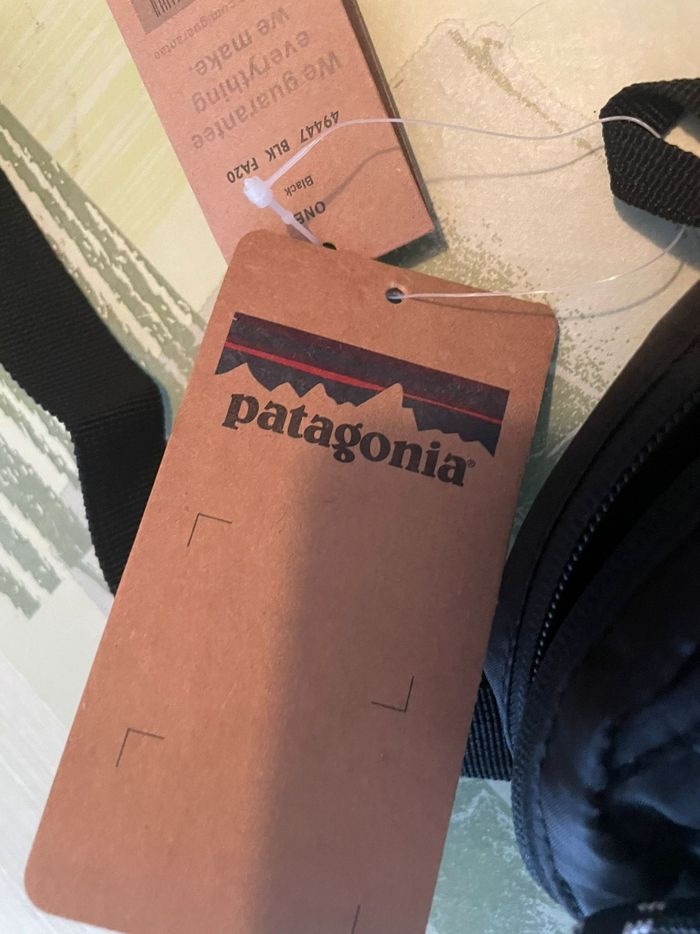 patagonia®
ONE
Black
49447 BLK FA20
We guarantee
everything
we make.